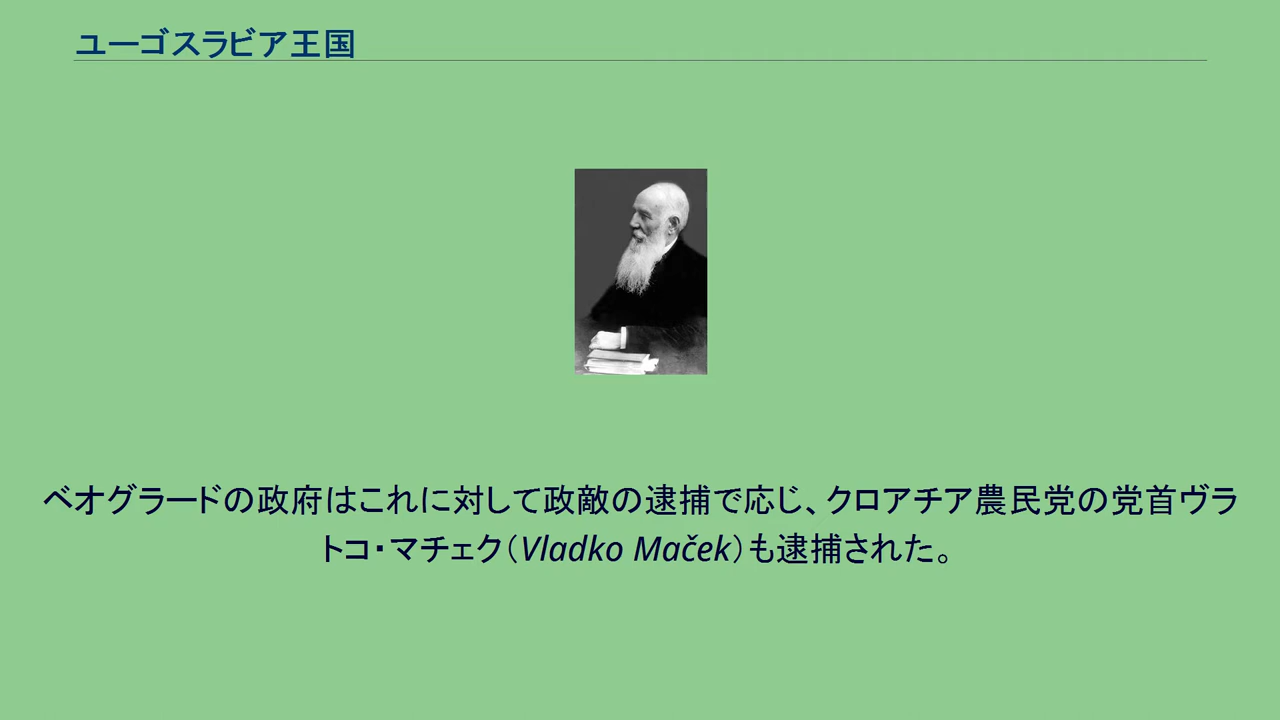 ユーゴスラビア王国
ベオグラードの政府はこれに対して政敵の逮捕で応じ、クロアチア農民党の党首ヴラ
トコ・マチェク（Vladko Maček）も逮捕された。